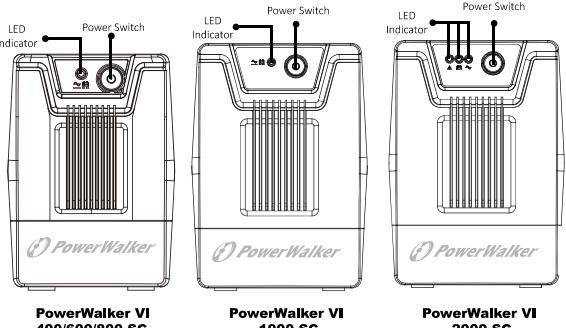 LED
Indicator
Power Switch
LED
Indicator
Power Switch
LED
Indicator
Power Switch
PowerWalker
PowerWalker
PowerWalker
PowerWalker VI
400/600/800 SC
PowerWalker VI
1000 SC
PowerWalker VI
2000 SC